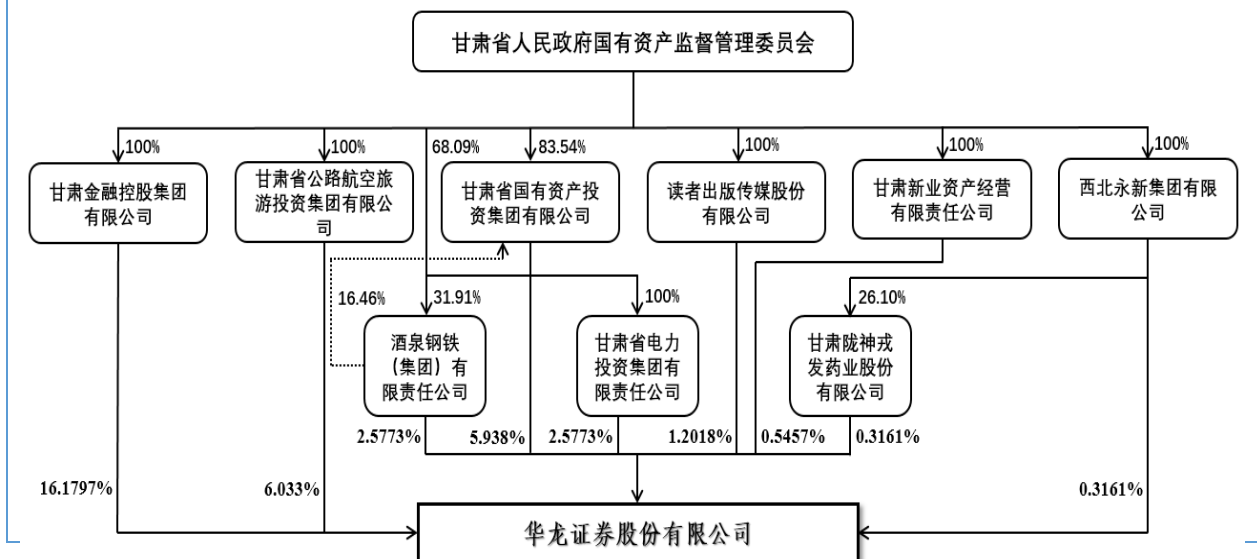 甘肃省人民政府国有资产监督管理委员会
100%
100%
68.09%
83.54%
100%
100%
100%
甘肃金融控股集团
有限公司
甘肃省公路航空旅
游投资集团有限公
司
甘肃省国有资产投
资集团有限公司
读者出版传媒股份
有限公司
甘肃新业资产经营
有限责任公司
西北永新集团有限
公司
16.46%
31.91%
100%
26.10%
酒泉钢铁
（集团）有
限责任公司
甘肃省电力
投资集团有
限责任公司
甘肃陇神戎
发药业股份
有限公司
2.5773%
5.938%
2.5773%
1.2018%
0.5457%
0.3161%
16.1797%
6.033%
0.3161%
华龙证券股份有限公司